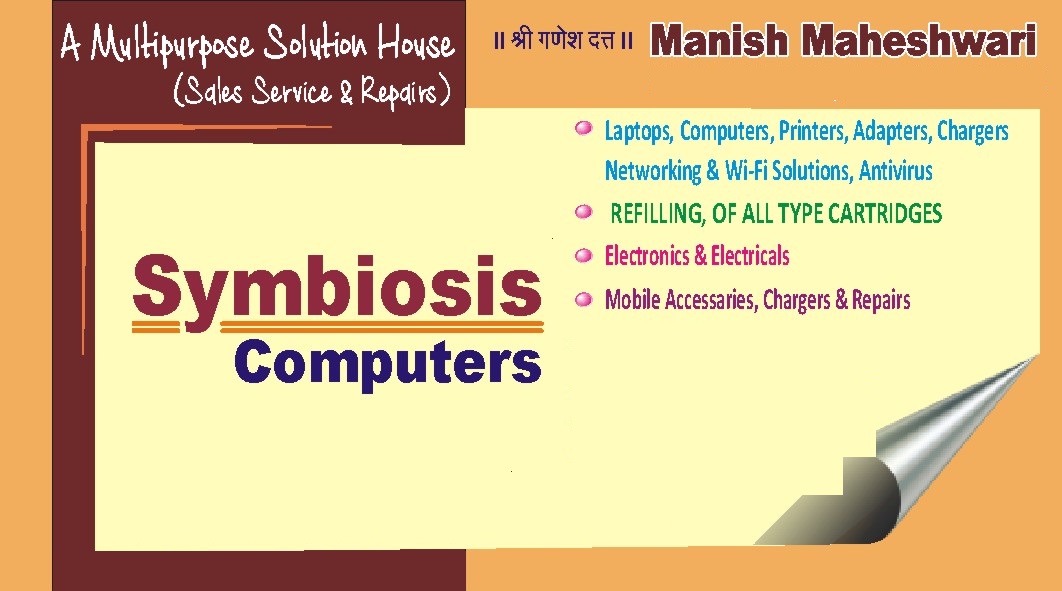 A Multipurpose Solution House
(Sales Service & Repairs)
॥ श्री गणेश दत्त ॥
Manish Maheshwari
Laptops, Computers, Printers, Adapters, Chargers
Networking & Wi-Fi Solutions, Antivirus
REFILLING, OF ALL TYPE CARTRIDGES
Electronics & Electricals
Mobile Accessaries, Chargers & Repairs
Symbiosis
Computers